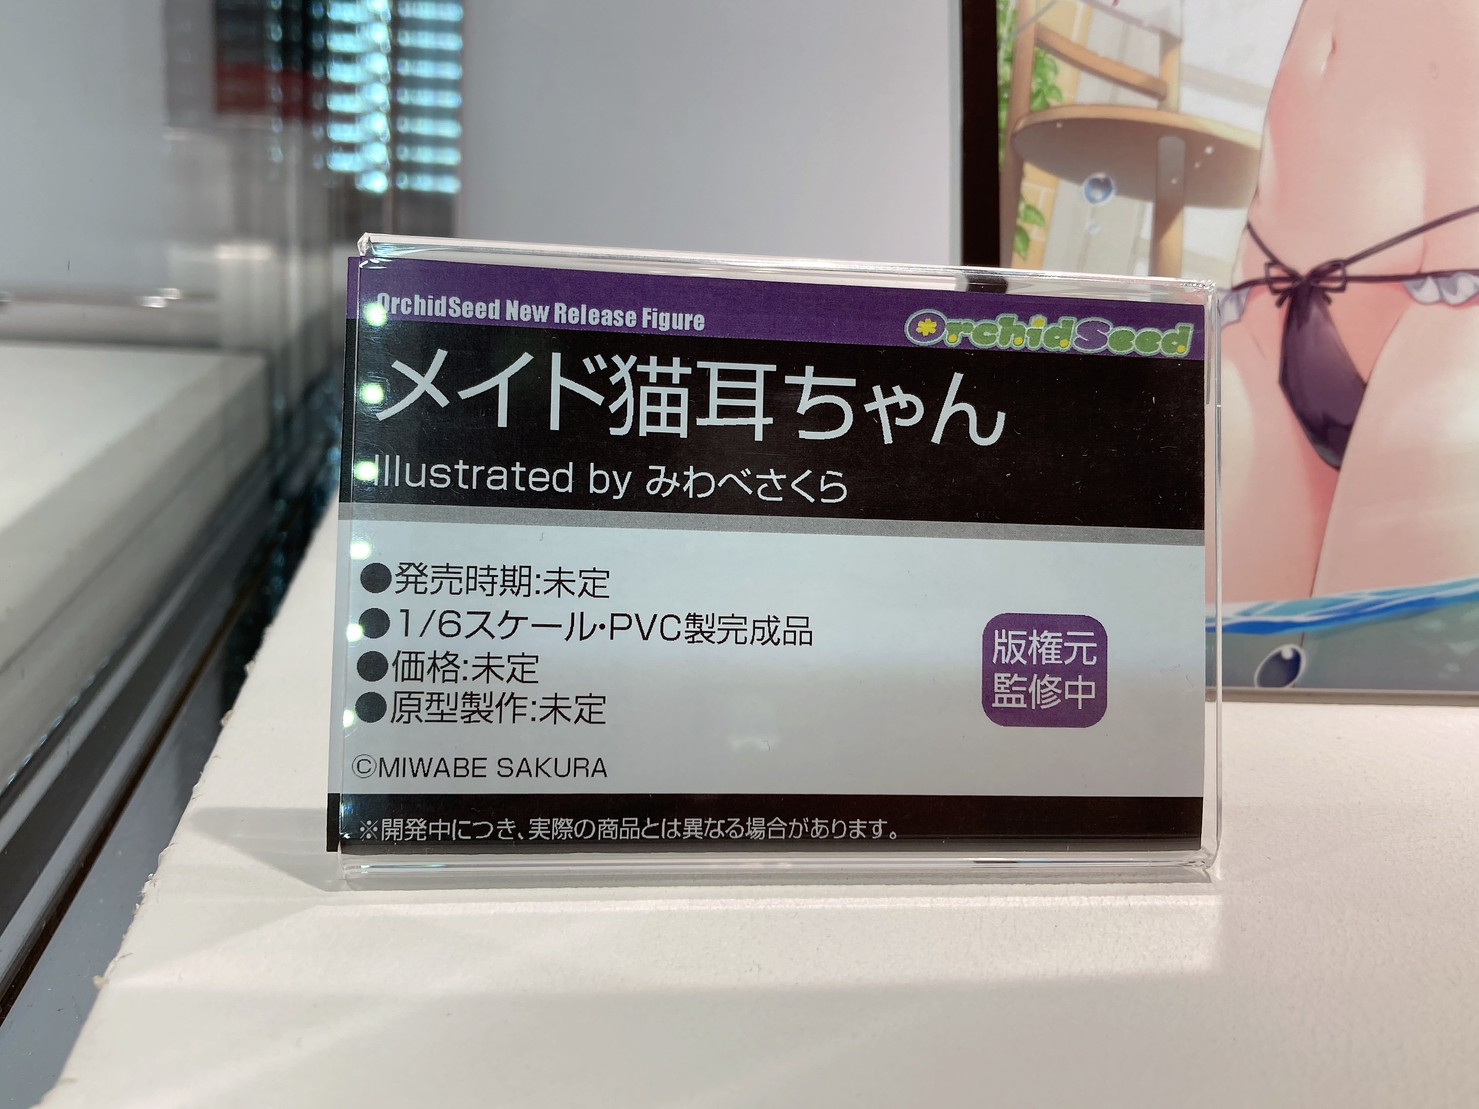 OrchidSeed New Release Figure
OrchidSeed
メイド猫耳ちゃん
Illustrated by みわべさくら
●発売時期:未定
●1/6スケール・PVC製完成品
●価格:未定
●原型製作:未定
版権元
監修中
©MIWABE SAKURA
※開発中につき、実際の商品とは異なる場合があります。